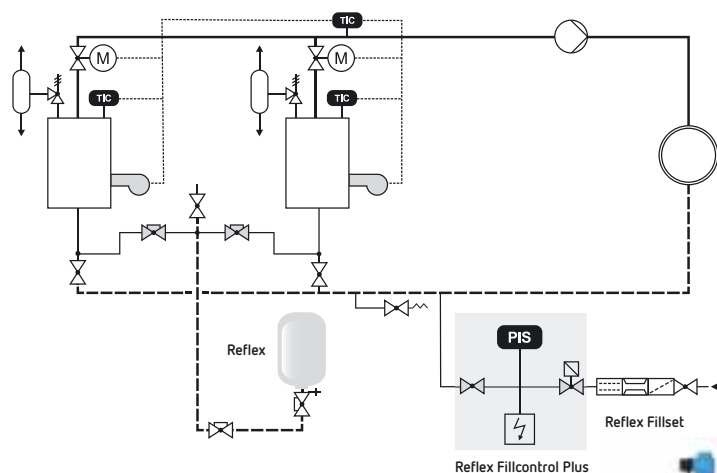 TIC
M
M
TIC
TIC
Reflex
PIS
Reflex Fillset
Reflex Fillcontrol Plus